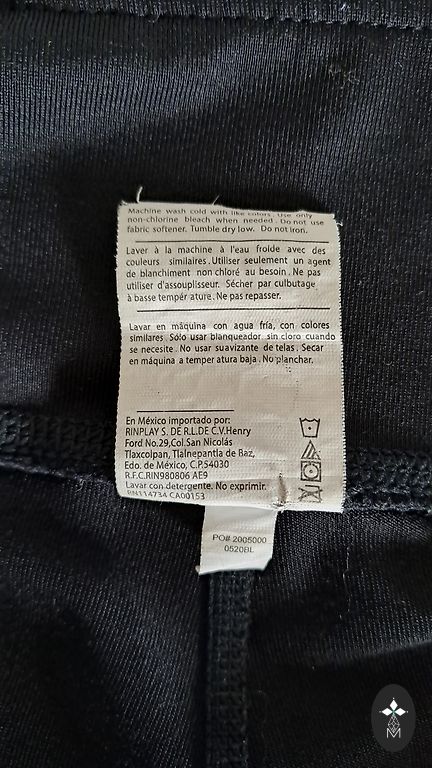 Machine wash cold with like colors. Use only
non-chlorine bleach when needed. Do not use
fabric softener. Tumble dry low. Do not iron.
Laver à la machine à l'eau froide avec des
couleurs similaires. Utiliser seulement un agent
de blanchiment non chloré au besoin. Ne pas
utiliser d'assouplisseur. Sécher par culbutage
à basse tempér ature. Ne pas repasser.
Lavar en máquina con agua fría, con colores
similares. Sólo usar blanqueador sin cloro cuando
se necesite. No usar suavizante de telas. Secar
en máquina a temper atura baja. No planchar.
En México importado por:
RINPLAY S. DE R.L.DE C.V.Henry
Ford No.29,Col.San Nicolás
Tlaxcolpan, Tlalnepantla de Baz,
Edo. de México, C.P.54030
R.F.C.RIN980806 AE9
Lavar con detergente. No exprimir.
RN114734 CA00153
PO# 2005000
0520BL
M